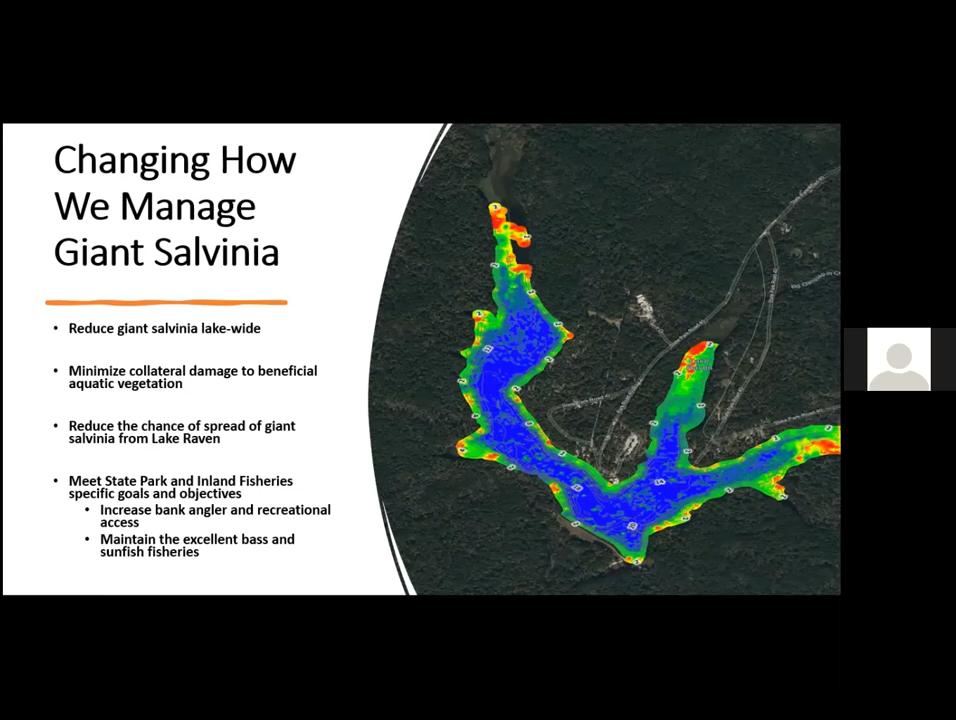 Changing How
We Manage
Giant Salvinia
• Reduce giant salvinia lake-wide
• Minimize collateral damage to beneficial
aquatic vegetation
• Reduce the chance of spread of giant
salvinia from Lake Raven
• Meet State Park and Inland Fisheries
specific goals and objectives
• Increase bank angler and recreational
access
• Maintain the excellent bass and
sunfish fisheries